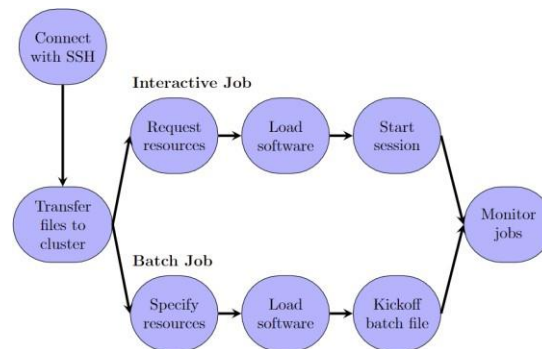 Connect
with SSH
Interactive Job
Request
resources
Load
software
Start
session
Transfer
files to
cluster
Monitor
jobs
Batch Job
Specify
resources
Load
software
Kickoff
batch file